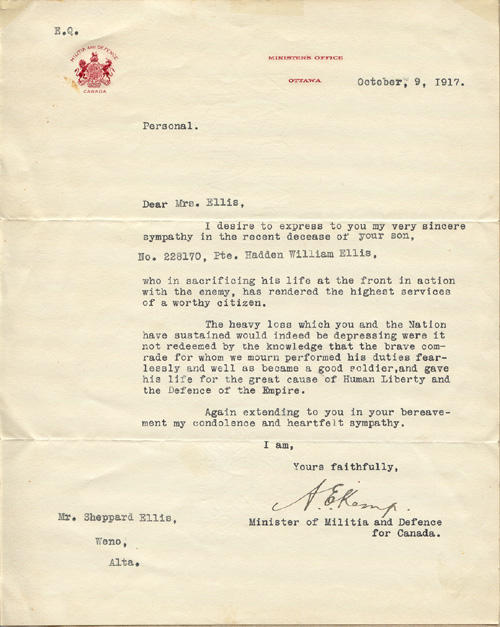 E.Q.
MILITIA AND DEFENCE
CANADA
MINISTER'S OFFICE
OTTAWA
October, 9, 1917.
Personal.
Dear Mrs. Ellis,
I desire to express to you my very sincere
sympathy in the recent decease of your son,
No. 228170, Pte. Hadden William Ellis,
who in sacrificing his life at the front in action
with the enemy, has rendered the highest services
of a worthy citizen.
The heavy loss which you and the Nation
have sustained would indeed be depressing were it
not redeemed by the knowledge that the brave com-
rade for whom we mourn performed his duties fear-
lessly and well as became a good soldier,and gave
his life for the great cause of Human Liberty and
the Defence of the Empire.
Again extending to you in your bereave-
ment my condolence and heartfelt sympathy.
I am,
Yours faithfully,
A.E.Kemp.
Minister of Militia and Defence
for Canada.
Mr. Sheppard Ellis,
Weno,
Alta.